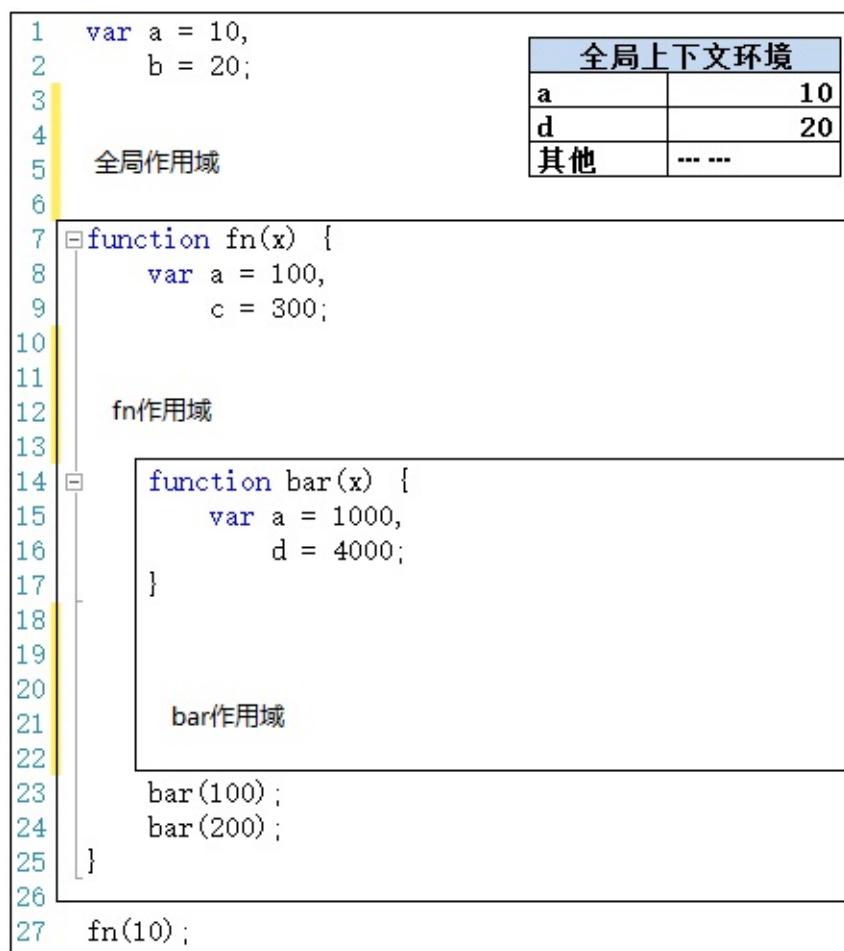 1 var a = 10,
2 b = 20;
全局上下文环境
a 10
d 20
其他 --- ---
3
4
5 全局作用域
6
7 function fn(x) {
8 var a = 100,
9 c = 300;
10
11
12 fn作用域
13
14 function bar(x) {
15 var a = 1000,
16 d = 4000;
17 }
18
19
20
21 bar作用域
22
23 bar(100);
24 bar(200);
25 }
26
27 fn(10);